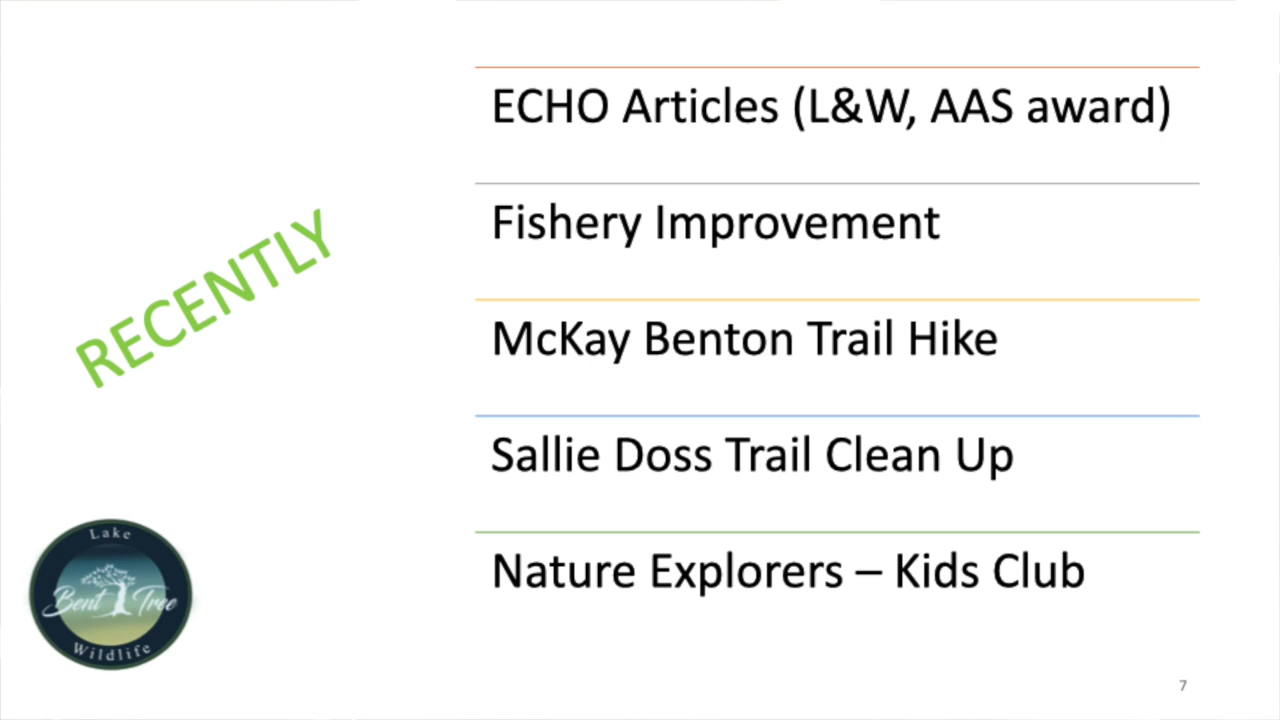 RECENTLY
ECHO Articles (L&W, AAS award)
Fishery Improvement
McKay Benton Trail Hike
Sallie Doss Trail Clean Up
Nature Explorers – Kids Club
Lake
Bent Tree
Wildlife
7